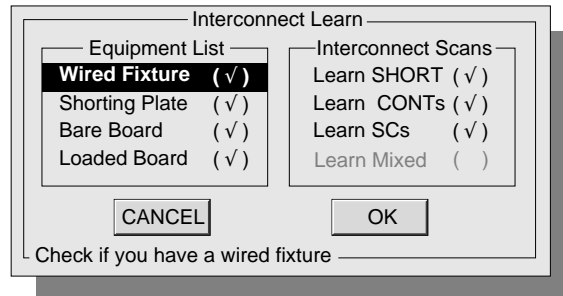 Interconnect Learn
Equipment List
Wired Fixture (√)
Shorting Plate (√)
Bare Board (√)
Loaded Board (√)
Interconnect Scans
Learn SHORT (√)
Learn CONTs (√)
Learn SCs (√)
Learn Mixed ( )
CANCEL
OK
Check if you have a wired fixture